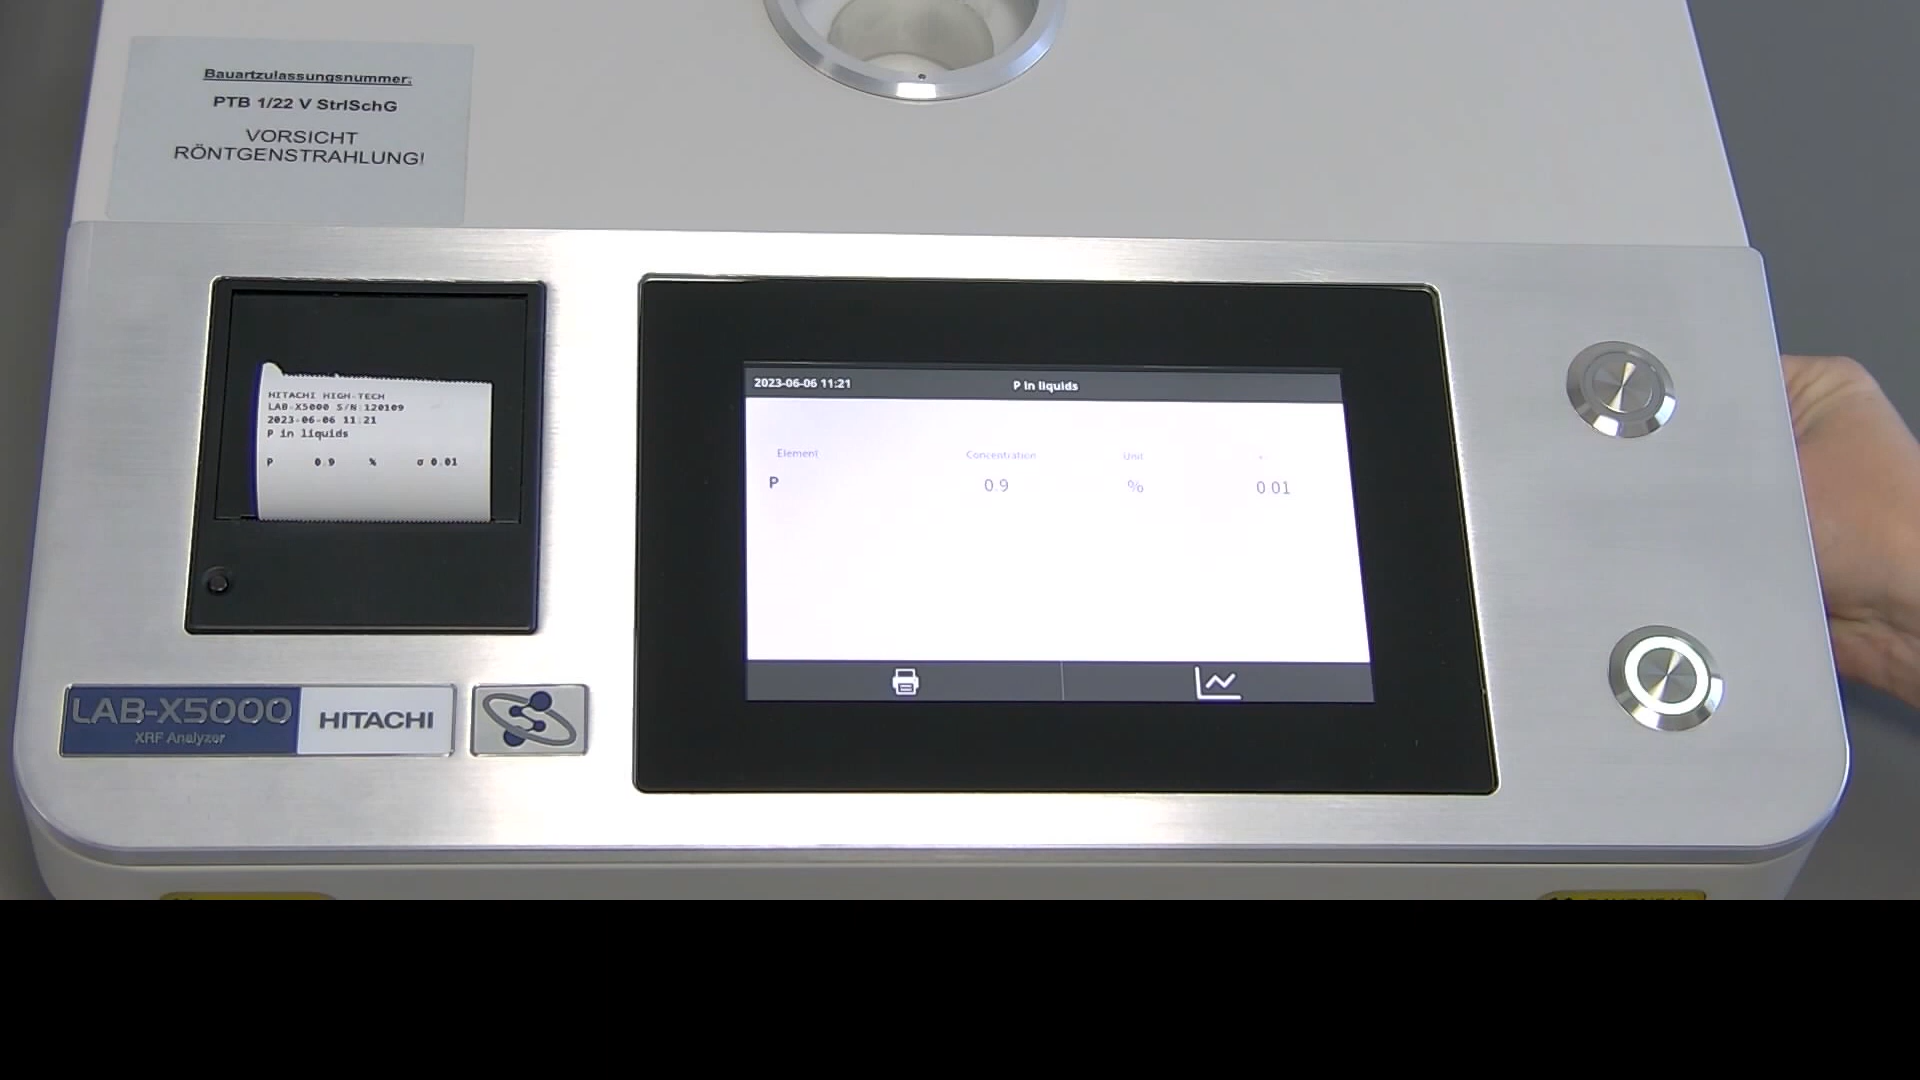 Bauartzulassungsnummer:
PTB 1/22 V StrlSchG
VORSICHT
RÖNTGENSTRAHLUNG!
HITACHI HIGH-TECH
LAB-X5000 S/N 120109
2023-06-06 11:21
P in liquids
P 0.9 % σ 0.01
2023-06-06 11:21 P in liquids
Element Concentration Unit
P 0.9 % 0.01
LAB-X5000 HITACHI
XRF Analyzer